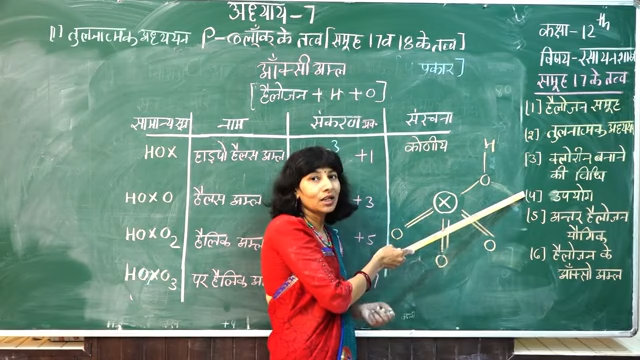 अध्याय-7
[1] तुलनात्मक अध्ययन P-ब्लॉक के तत्व [समूह 17 व 18 के तत्व]
ऑक्सी अम्ल [प्रकार]
[हैलोजन + H + O]
सामान्य सूत्र नाम संकरण संरचना
HOX हाइपो हैलस अम्ल 3 +1 कोणीय
HOXO हैलस अम्ल +3
HOXO₂ हैलिक अम्ल +5
HOXO₃ पर हैलिक
H
O
X
O
O
O
कक्षा-12th
विषय-रसायन शास्त्र
समूह 17 के तत्व
[1] हैलोजन समूह
[2] तुलनात्मक अध्ययन
[3] क्लोरीन बनाने
की विधि
[4] उपयोग
[5] अन्तर हैलोजन
यौगिक
[6] हैलोजन के
ऑक्सी अम्ल